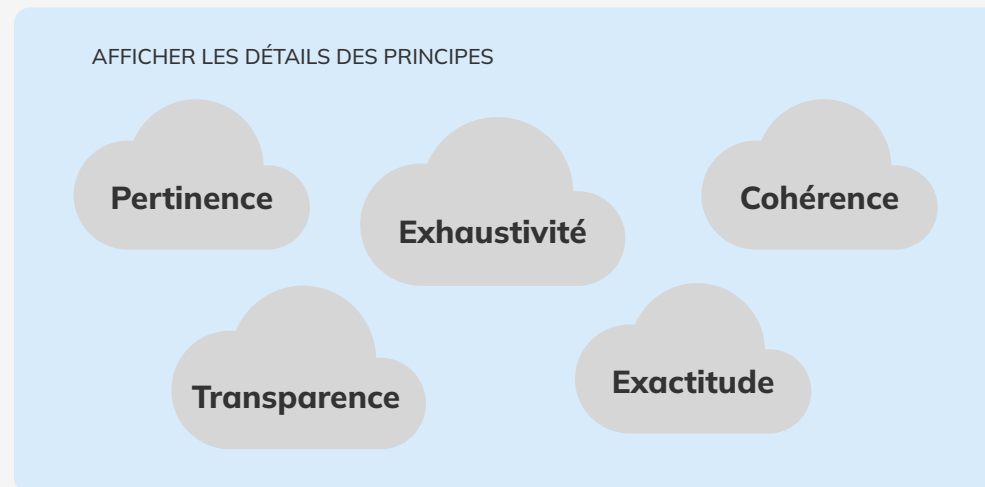 AFFICHER LES DÉTAILS DES PRINCIPES
Pertinence
Exhaustivité
Cohérence
Transparence
Exactitude